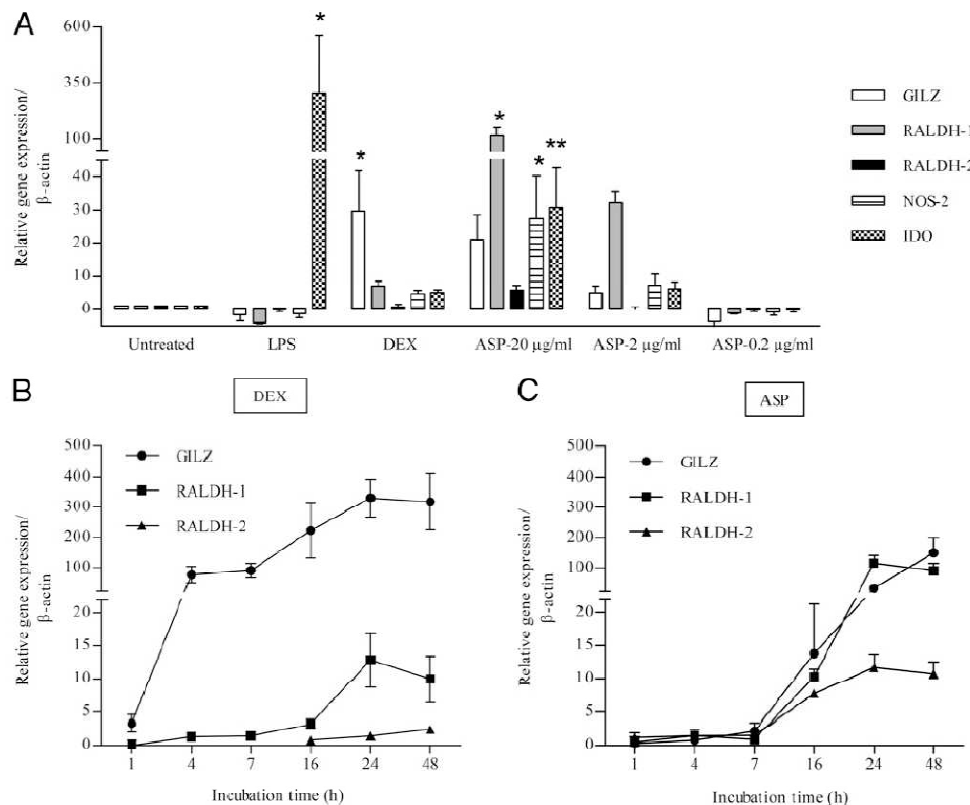 A
Relative gene expression/
β-actin
600
350
100
40
20
0
*
*
*
*
**
Untreated
LPS
DEX
ASP-20 µg/ml
ASP-2 µg/ml
ASP-0.2 µg/ml
GILZ
RALDH-1
RALDH-2
NOS-2
IDO
B
DEX
Relative gene expression/
β-actin
500
400
300
200
100
20
15
10
5
0
GILZ
RALDH-1
RALDH-2
1 4 7 16 24 48
Incubation time (h)
C
ASP
Relative gene expression/
β-actin
500
400
300
200
100
20
15
10
5
0
GILZ
RALDH-1
RALDH-2
1 4 7 16 24 48
Incubation time (h)